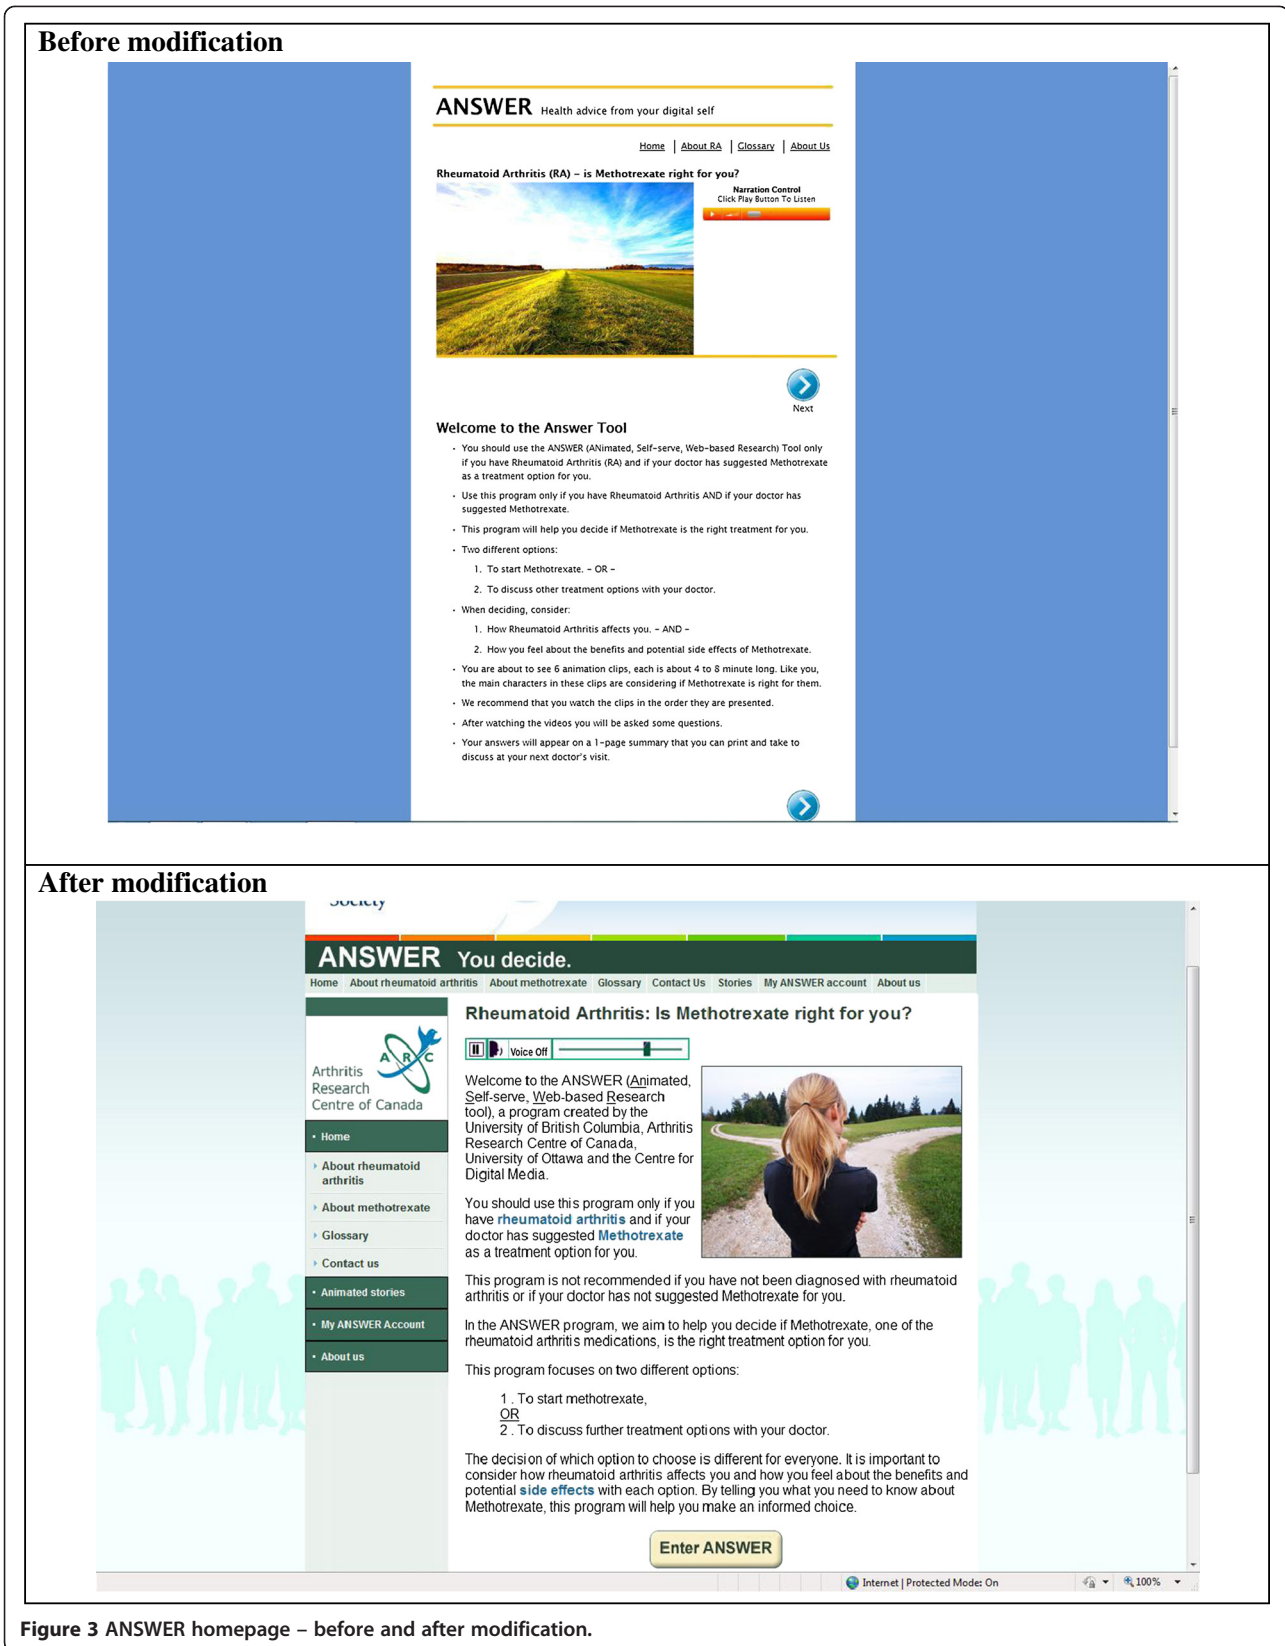 Before modification
ANSWER Health advice from your digital self
Home | About RA | Glossary | About Us
Rheumatoid Arthritis (RA) – is Methotrexate right for you?
Narration Control
Click Play Button To Listen
Next
Welcome to the Answer Tool
• You should use the ANSWER (ANimated, Self-serve, Web-based Research) Tool only
if you have Rheumatoid Arthritis (RA) and if your doctor has suggested Methotrexate
as a treatment option for you.
• Use this program only if you have Rheumatoid Arthritis AND if your doctor has
suggested Methotrexate.
• This program will help you decide if Methotrexate is the right treatment for you.
• Two different options:
1. To start Methotrexate. – OR –
2. To discuss other treatment options with your doctor.
• When deciding, consider:
1. How Rheumatoid Arthritis affects you. – AND –
2. How you feel about the benefits and potential side effects of Methotrexate.
• You are about to see 6 animation clips, each is about 4 to 8 minute long. Like you,
the main characters in these clips are considering if Methotrexate is right for them.
• We recommend that you watch the clips in the order they are presented.
• After watching the videos you will be asked some questions.
• Your answers will appear on a 1-page summary that you can print and take to
discuss at your next doctor's visit.
After modification
Society
ANSWER You decide.
Home About rheumatoid arthritis About methotrexate Glossary Contact Us Stories My ANSWER account About us
ARC
Arthritis
Research
Centre of Canada
• Home
About rheumatoid
arthritis
About methotrexate
Glossary
Contact us
• Animated stories
• My ANSWER Account
• About us
Rheumatoid Arthritis: Is Methotrexate right for you?
Voice Off
Welcome to the ANSWER (Animated,
Self-serve, Web-based Research
tool), a program created by the
University of British Columbia, Arthritis
Research Centre of Canada,
University of Ottawa and the Centre for
Digital Media.
You should use this program only if you
have rheumatoid arthritis and if your
doctor has suggested Methotrexate
as a treatment option for you.
This program is not recommended if you have not been diagnosed with rheumatoid
arthritis or if your doctor has not suggested Methotrexate for you.
In the ANSWER program, we aim to help you decide if Methotrexate, one of the
rheumatoid arthritis medications, is the right treatment option for you.
This program focuses on two different options:
1 . To start methotrexate,
OR
2 . To discuss further treatment options with your doctor.
The decision of which option to choose is different for everyone. It is important to
consider how rheumatoid arthritis affects you and how you feel about the benefits and
potential side effects with each option. By telling you what you need to know about
Methotrexate, this program will help you make an informed choice.
Enter ANSWER
Internet | Protected Mode: On
100%
Figure 3 ANSWER homepage – before and after modification.